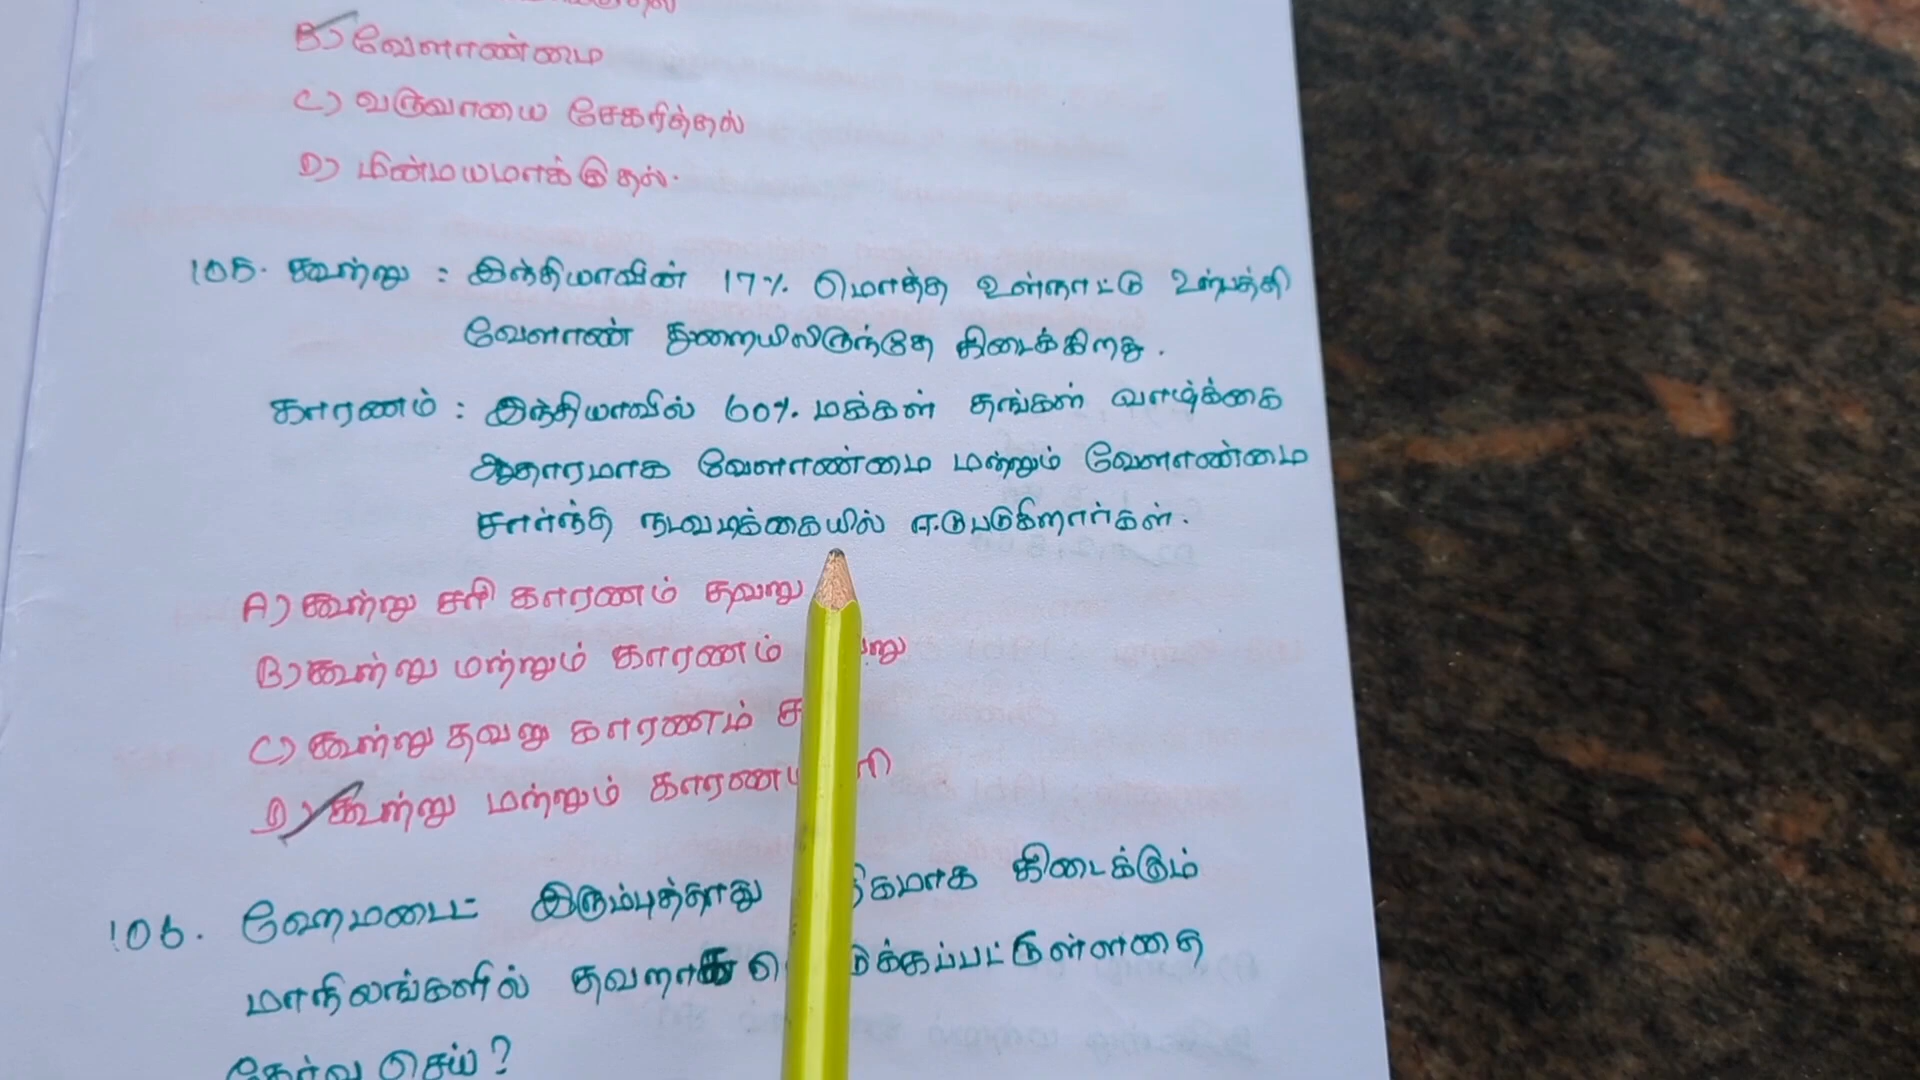 B) வேளாண்மை
C) வருவாயை சேகரித்தல்
D) மின்மயமாக்குதல்.
105. கூற்று : இந்தியாவின் 17% மொத்த உள்நாட்டு உற்பத்தி
வேளாண் துறையிலிருந்தே கிடைக்கிறது.
காரணம் : இந்தியாவில் 60% மக்கள் தங்கள் வாழ்க்கை
ஆதாரமாக வேளாண்மை மற்றும் வேளாண்மை
சார்ந்த நடவடிக்கையில் ஈடுபடுகிறார்கள்.
A) கூற்று சரி காரணம் தவறு
B) கூற்று மற்றும் காரணம்
C) கூற்று தவறு காரணம்
D) கூற்று மற்றும் காரணம்
106. ஹேமடைட் இரும்புத்தாது கிடைக்கும்
மாநிலங்களில் தவறாக
தேர்வு செய்?